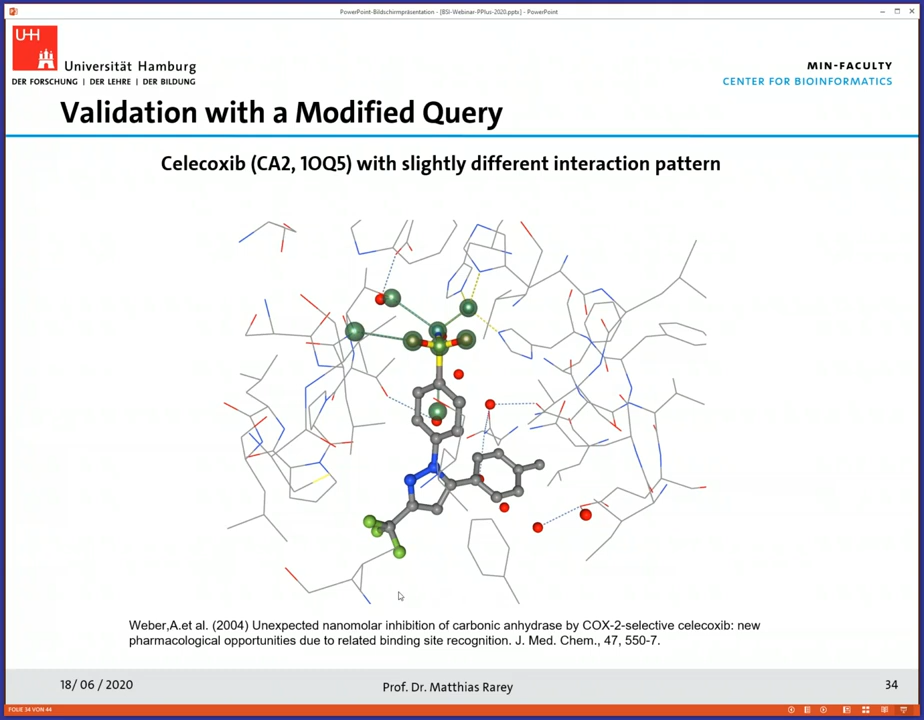 PowerPoint-Bildschirmpräsentation - [BSI-Webinar-PPlus-2020.pptx] - PowerPoint
UHH
Universität Hamburg
DER FORSCHUNG | DER LEHRE | DER BILDUNG
MIN-FACULTY
CENTER FOR BIOINFORMATICS
Validation with a Modified Query
Celecoxib (CA2, 1OQ5) with slightly different interaction pattern
Weber,A.et al. (2004) Unexpected nanomolar inhibition of carbonic anhydrase by COX-2-selective celecoxib: new
pharmacological opportunities due to related binding site recognition. J. Med. Chem., 47, 550-7.
18/ 06 / 2020
Prof. Dr. Matthias Rarey
34
FOLIE 34 VON 44